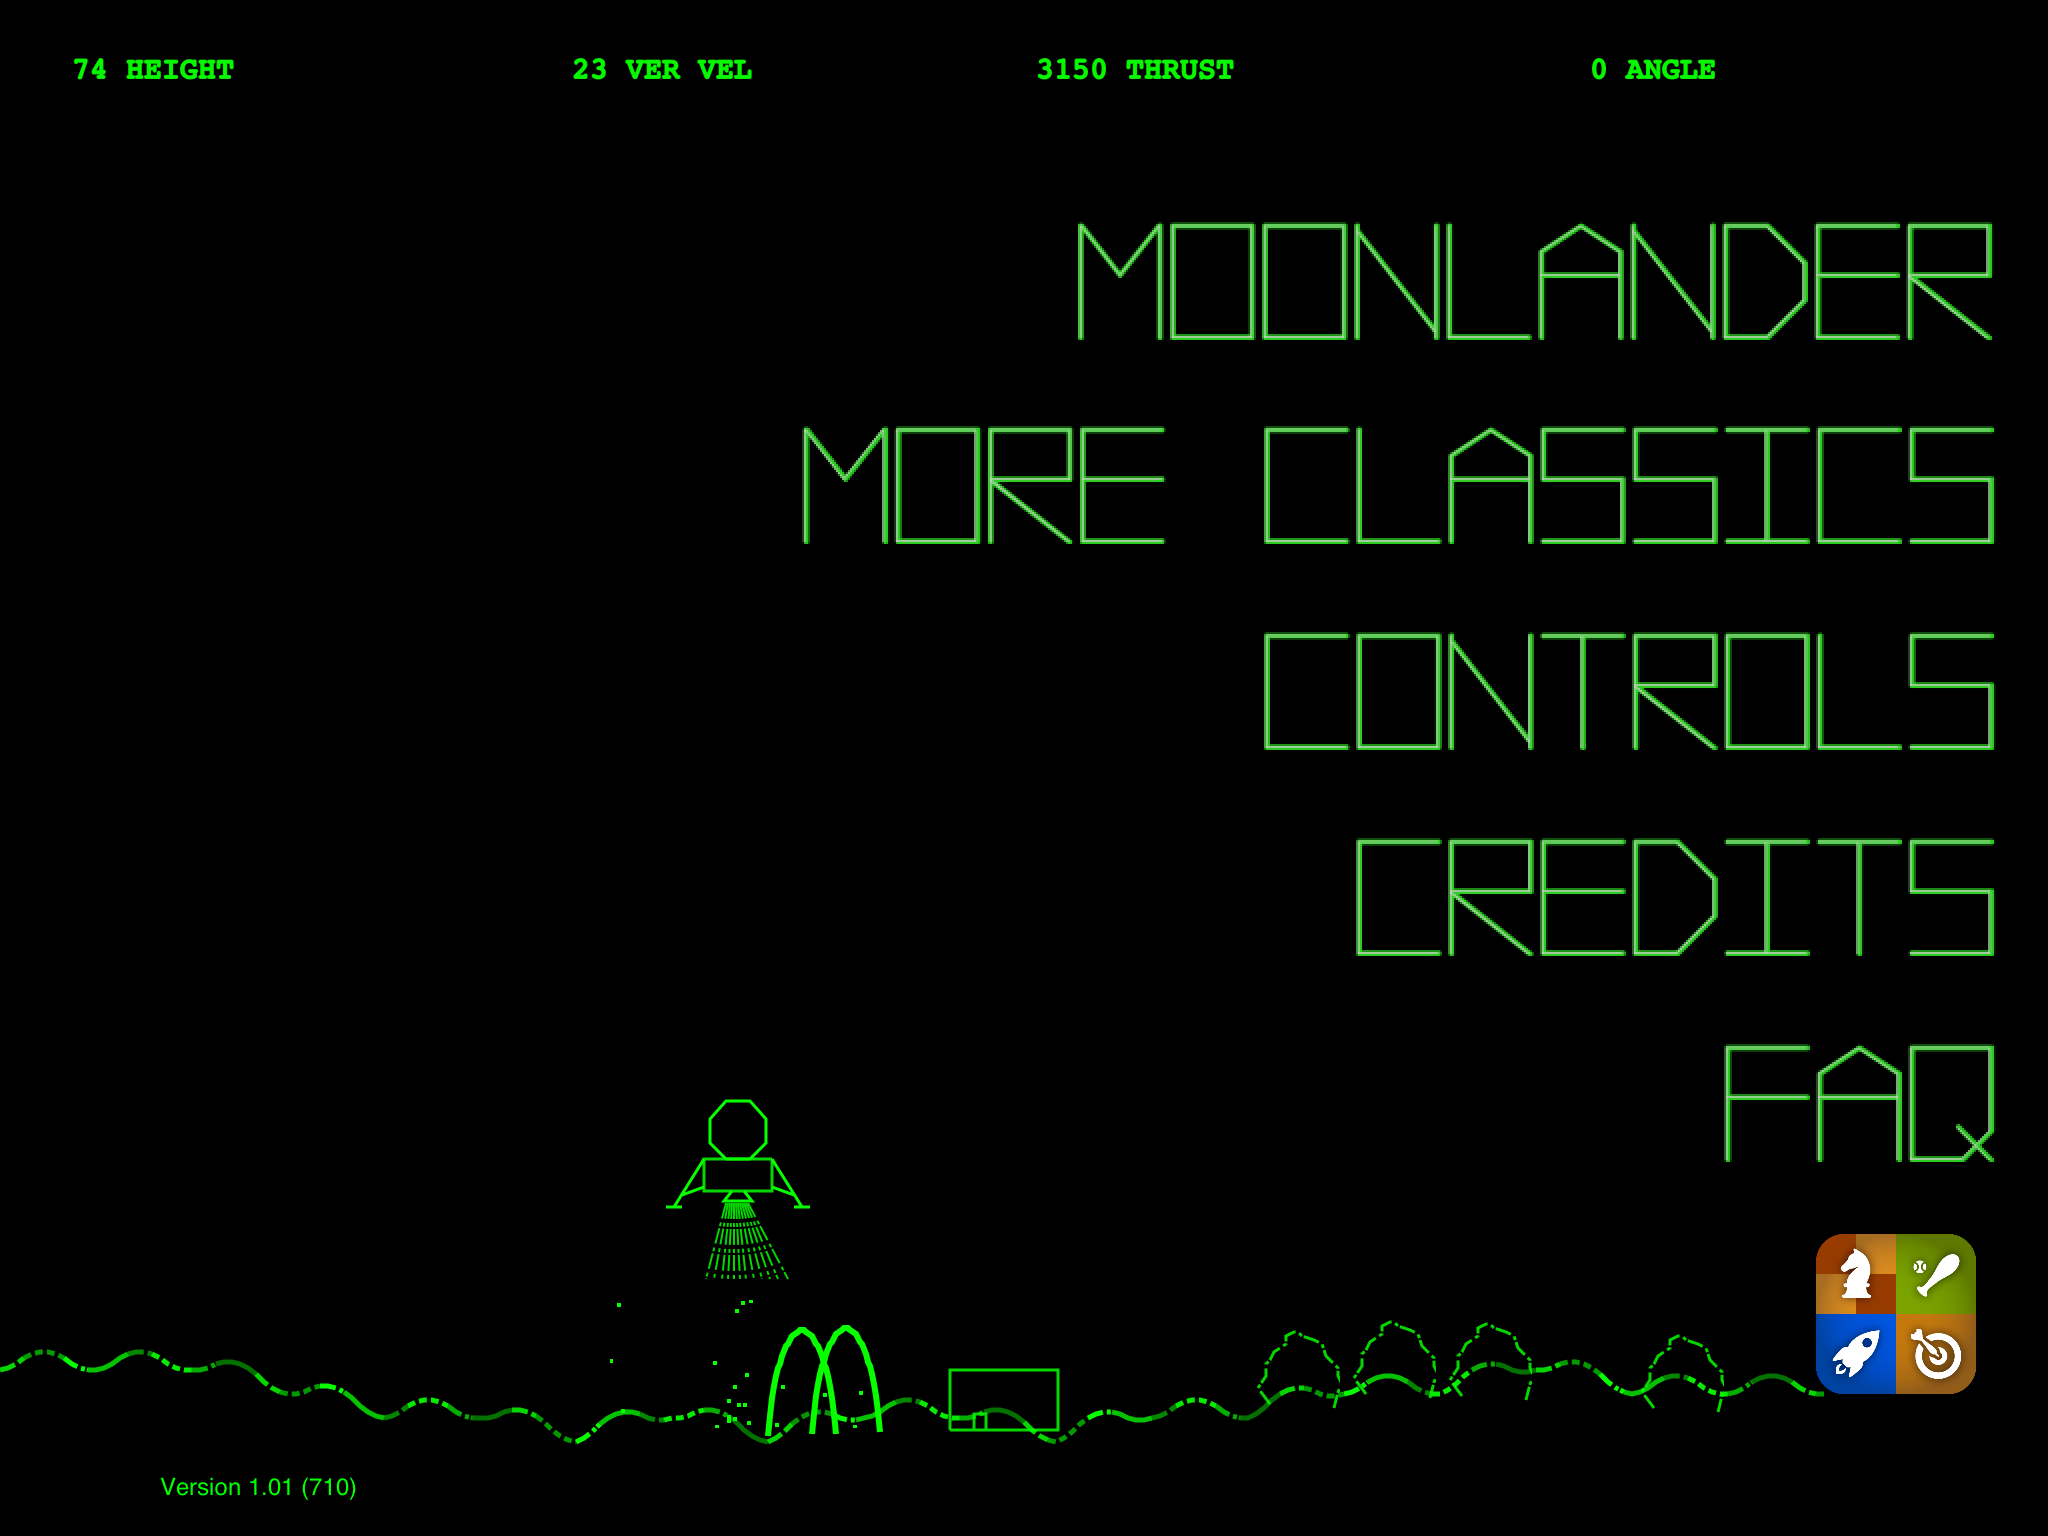 74 HEIGHT 23 VER VEL 3150 THRUST 0 ANGLE
MOONLANDER
MORE CLASSICS
CONTROLS
CREDITS
FAQ
Version 1.01 (710)